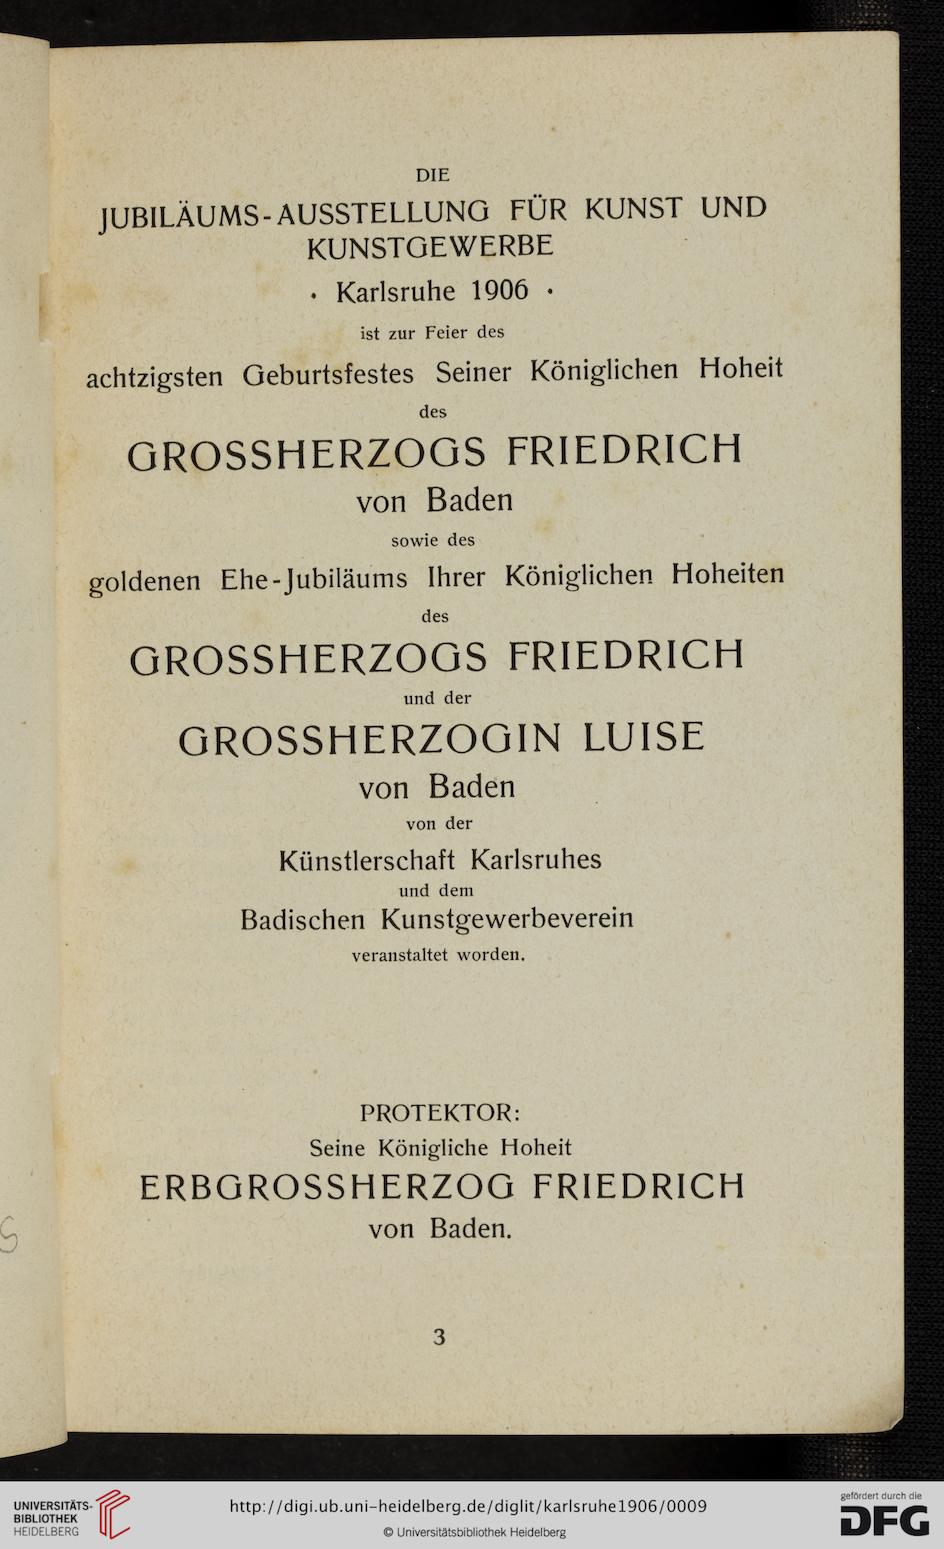 DIE
JUBILÄUMS-AUSSTELLUNG FÜR KUNST UND
KUNSTGEWERBE
· Karlsruhe 1906 ·
ist zur Feier des
achtzigsten Geburtsfestes Seiner Königlichen Hoheit
des
GROSSHERZOGS FRIEDRICH
von Baden
sowie des
goldenen Ehe-Jubiläums Ihrer Königlichen Hoheiten
des
GROSSHERZOGS FRIEDRICH
und der
GROSSHERZOGIN LUISE
von Baden
von der
Künstlerschaft Karlsruhes
und dem
Badischen Kunstgewerbeverein
veranstaltet worden.
PROTEKTOR:
Seine Königliche Hoheit
ERBGROSSHERZOG FRIEDRICH
von Baden.
3
UNIVERSITÄTS-
BIBLIOTHEK
HEIDELBERG
http://digi.ub.uni-heidelberg.de/diglit/karlsruhe1906/0009
© Universitätsbibliothek Heidelberg
gefördert durch die
DFG